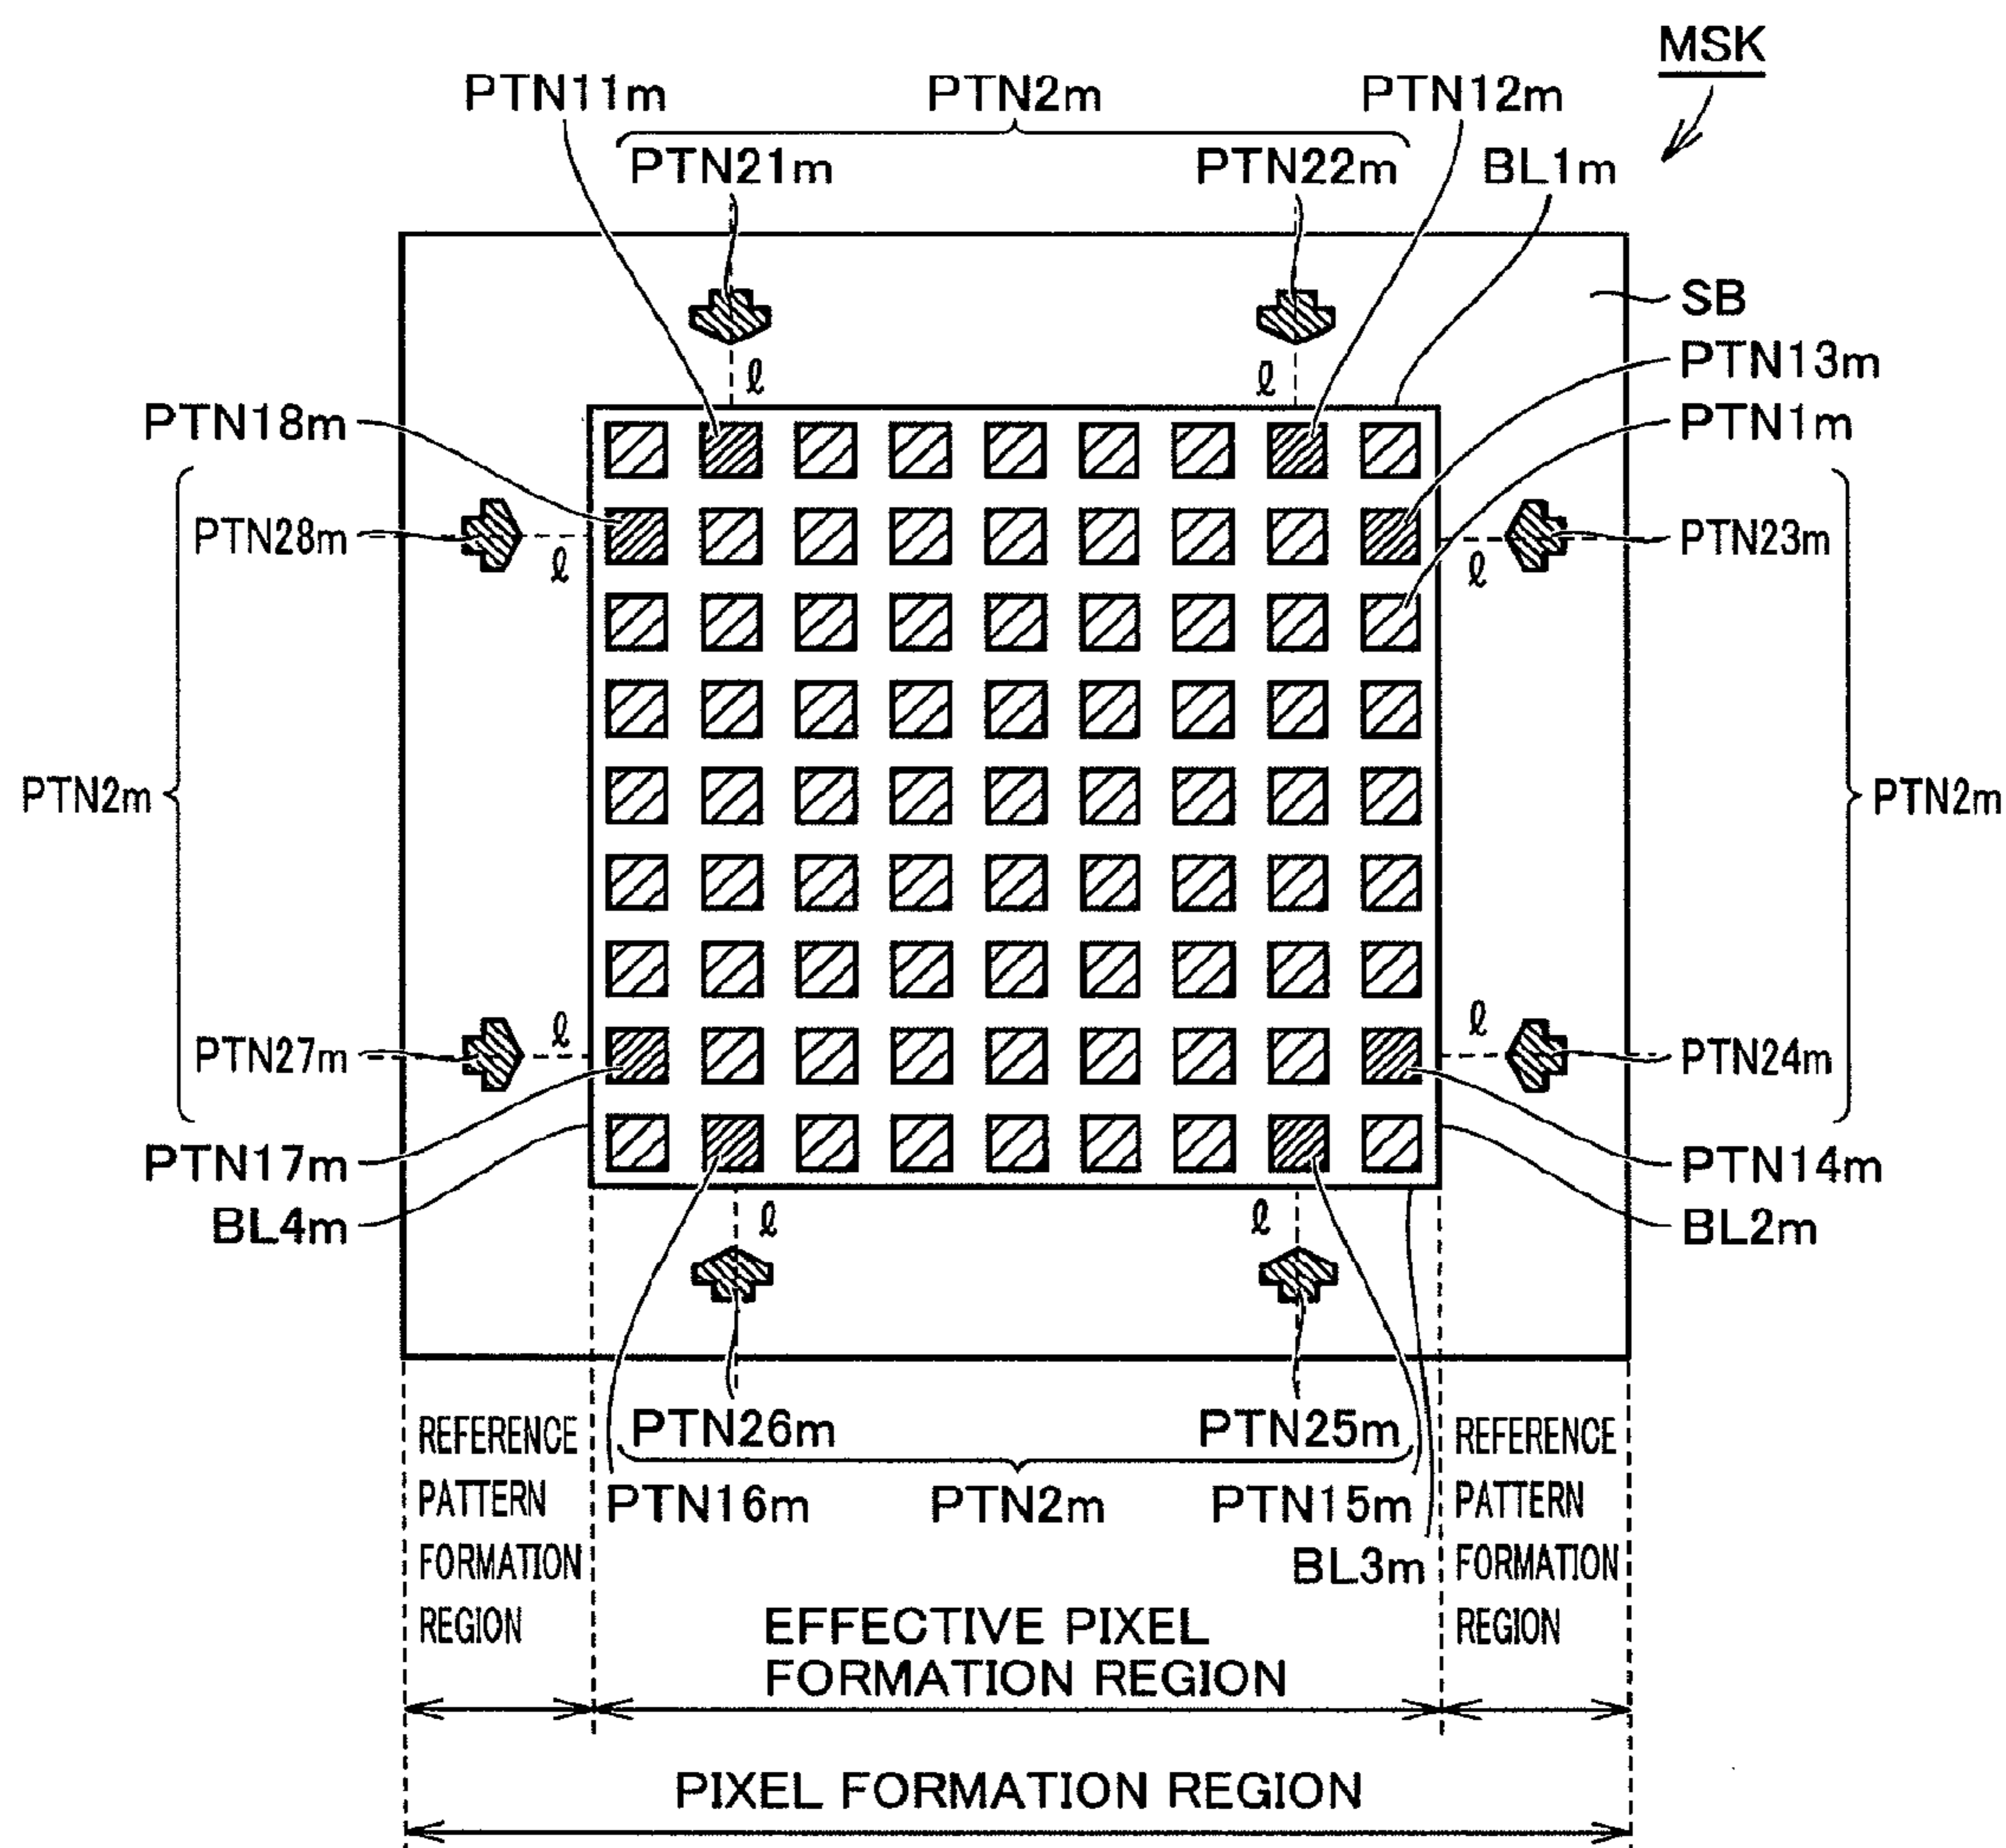 MSK
PTN11m PTN2m PTN12m
PTN21m PTN22m BL1m
SB
ℓ ℓ
PTN13m
PTN18m PTN1m
PTN28m PTN23m
ℓ ℓ
PTN2m PTN2m
ℓ ℓ
PTN27m PTN24m
PTN17m PTN14m
BL4m ℓ ℓ BL2m
PTN26m PTN25m
PTN16m PTN2m PTN15m
BL3m
REFERENCE
PATTERN
FORMATION
REGION
EFFECTIVE PIXEL
FORMATION REGION
REFERENCE
PATTERN
FORMATION
REGION
PIXEL FORMATION REGION